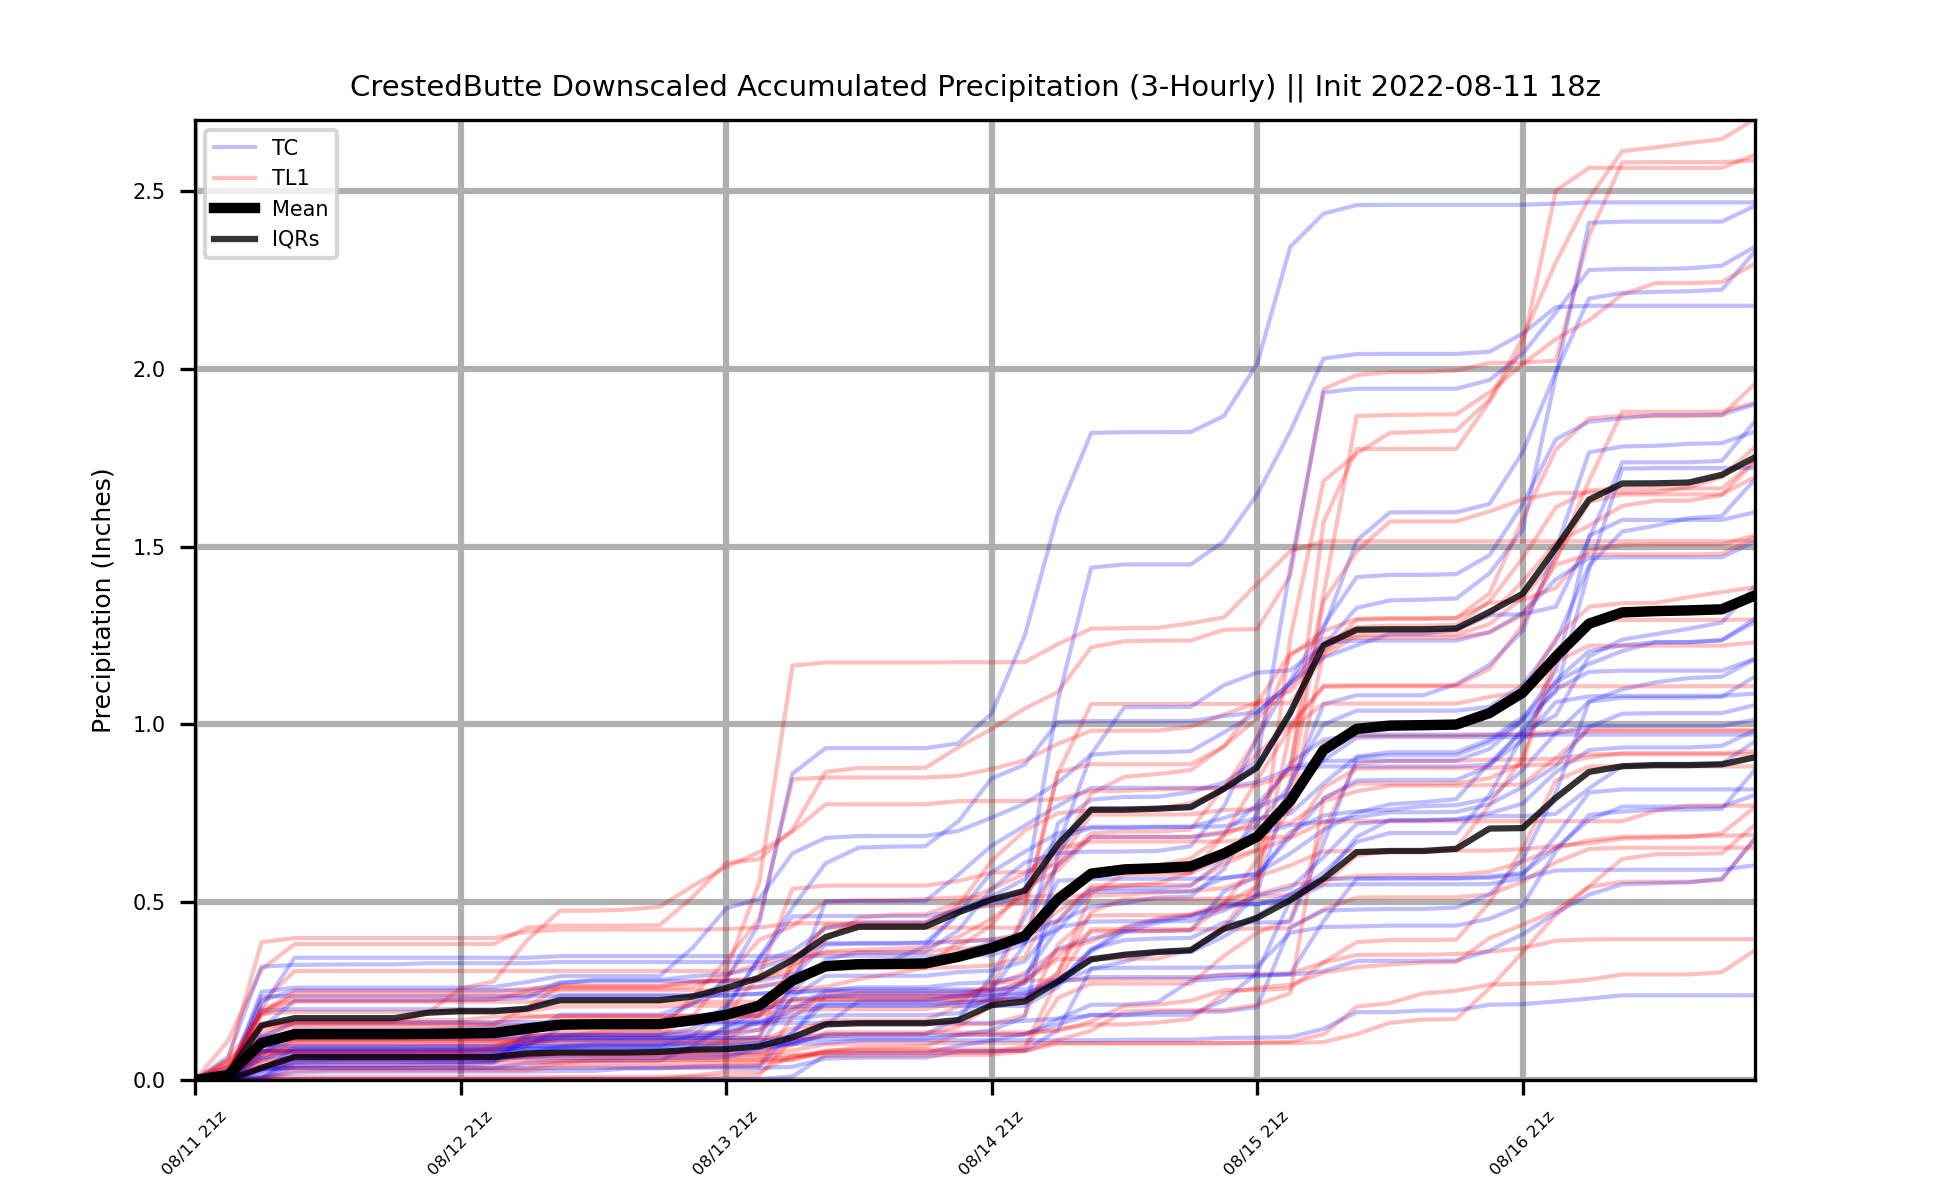 CrestedButte Downscaled Accumulated Precipitation (3-Hourly) || Init 2022-08-11 18z
TC
TL1
Mean
IQRs
Precipitation (Inches)
2.5
2.0
1.5
1.0
0.5
0.0
08/11 21z
08/12 21z
08/13 21z
08/14 21z
08/15 21z
08/16 21z